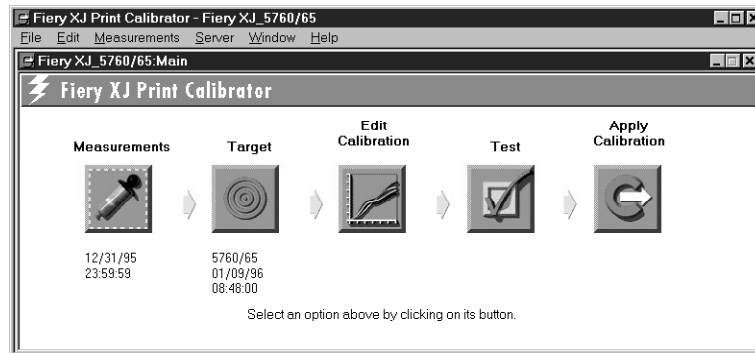 Fiery XJ Print Calibrator - Fiery XJ_5760/65
File Edit Measurements Server Window Help
Fiery XJ_5760/65:Main
Fiery XJ Print Calibrator
Measurements
Target
Edit
Calibration
Test
Apply
Calibration
12/31/95
23:59:59
5760/65
01/09/96
08:48:00
Select an option above by clicking on its button.